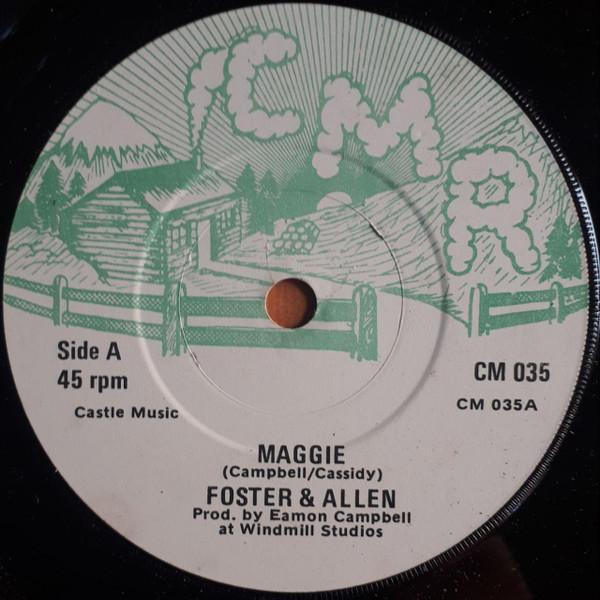 CMR
Side A
45 rpm
Castle Music
CM 035
CM 035A
MAGGIE
(Campbell/Cassidy)
FOSTER & ALLEN
Prod. by Eamon Campbell
at Windmill Studios